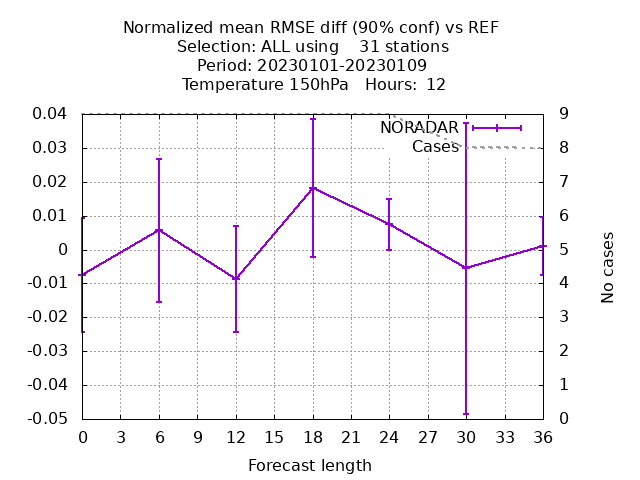 Normalized mean RMSE diff (90% conf) vs REF
Selection: ALL using    31 stations
Period: 20230101-20230109
Temperature 150hPa   Hours:  12
0.04
0.03
0.02
0.01
0
-0.01
-0.02
-0.03
-0.04
-0.05
9
8
7
6
5
4
3
2
1
0
NORADAR
Cases
No cases
0 3 6 9 12 15 18 21 24 27 30 33 36
Forecast length